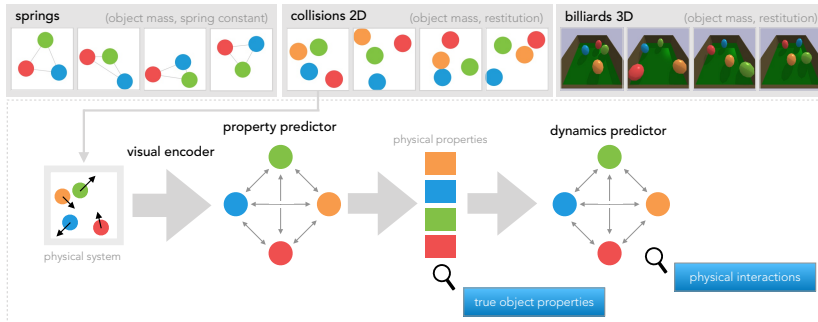 springs (object mass, spring constant)
collisions 2D (object mass, restitution)
billiards 3D (object mass, restitution)
property predictor
dynamics predictor
physical properties
visual encoder
physical system
physical interactions
true object properties